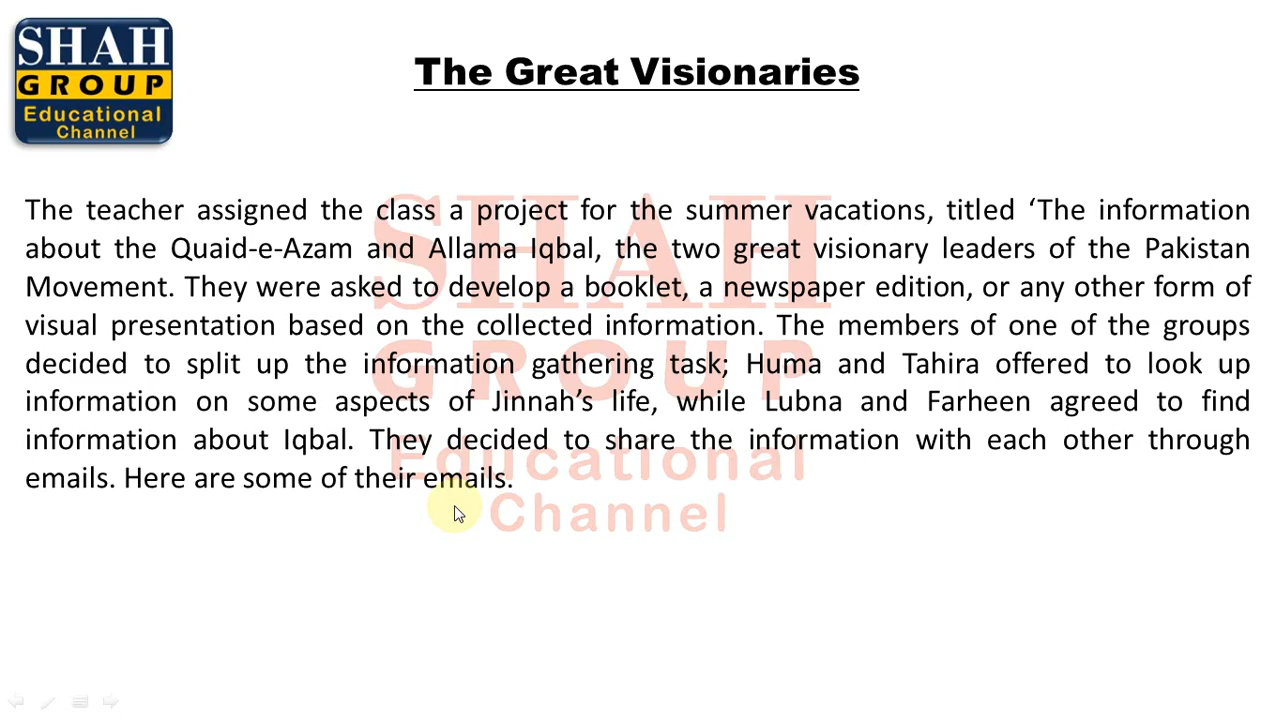 SHAH
GROUP
Educational
Channel
The Great Visionaries
The teacher assigned the class a project for the summer vacations, titled ‘The information
about the Quaid-e-Azam and Allama Iqbal, the two great visionary leaders of the Pakistan
Movement. They were asked to develop a booklet, a newspaper edition, or any other form of
visual presentation based on the collected information. The members of one of the groups
decided to split up the information gathering task; Huma and Tahira offered to look up
information on some aspects of Jinnah’s life, while Lubna and Farheen agreed to find
information about Iqbal. They decided to share the information with each other through
emails. Here are some of their emails.
SHAH
GROUP
Educational
Channel